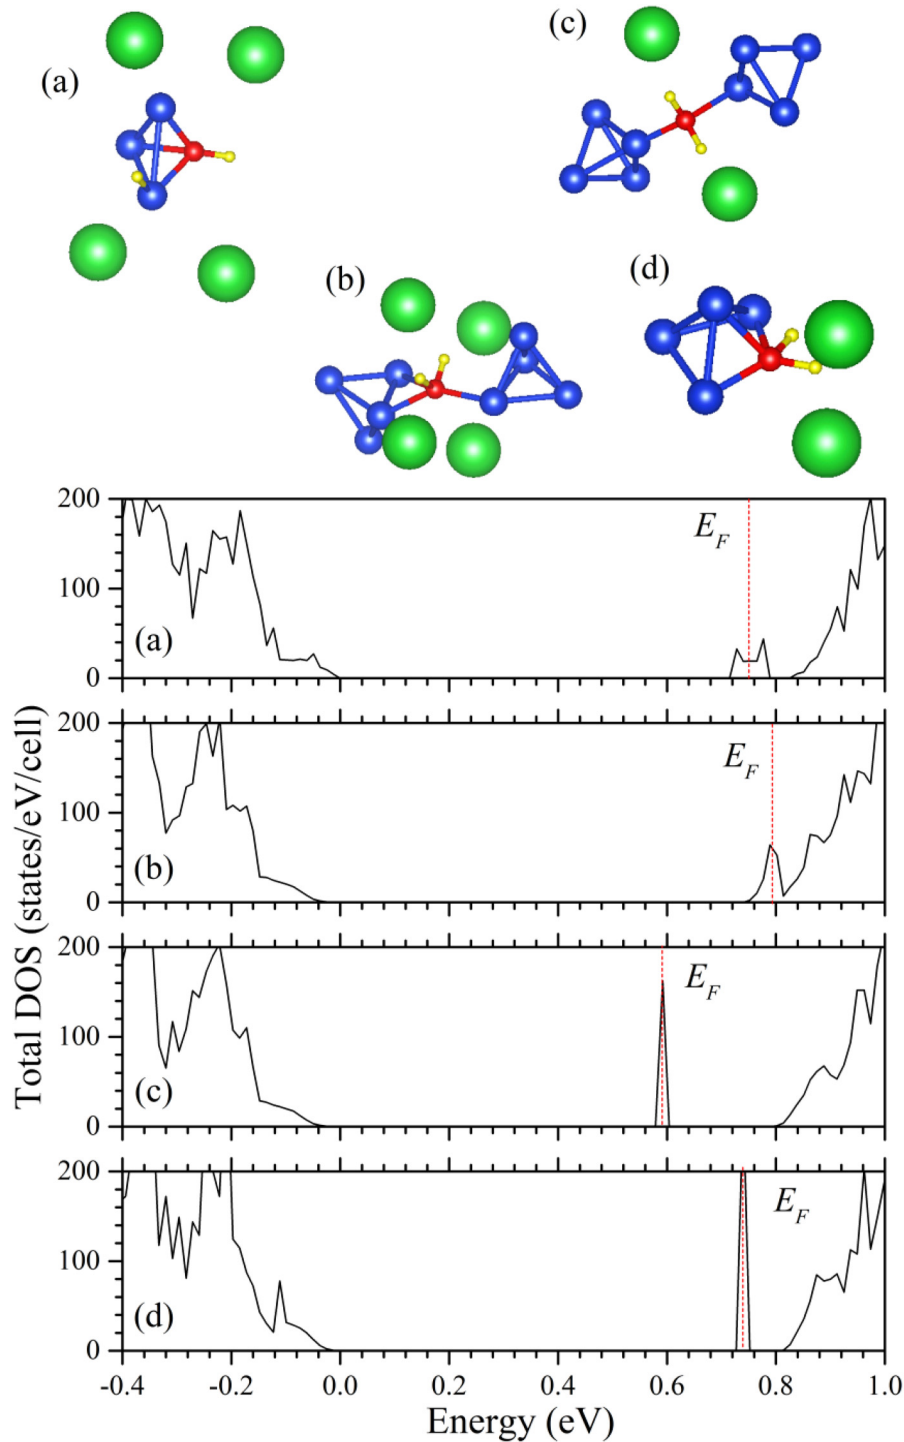 (a)
(c)
(b)
(d)
Total DOS (states/eV/cell)
200
100
0
E_F
(a)
200
100
0
E_F
(b)
200
100
0
E_F
(c)
200
100
0
E_F
(d)
-0.4 -0.2 0.0 0.2 0.4 0.6 0.8 1.0
Energy (eV)